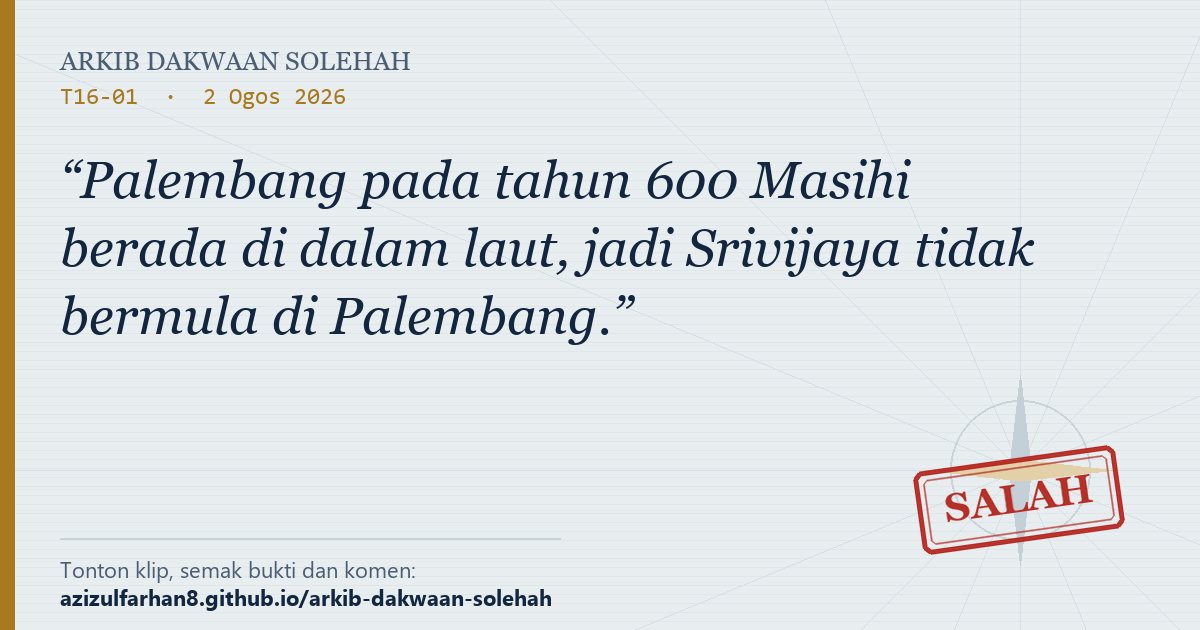 ARKIB DAKWAAN SOLEHAH
T16-01 · 2 Ogos 2026
“Palembang pada tahun 600 Masihi
berada di dalam laut, jadi Srivijaya tidak
bermula di Palembang.”
SALAH
Tonton klip, semak bukti dan komen:
azizulfarhan8.github.io/arkib-dakwaan-solehah